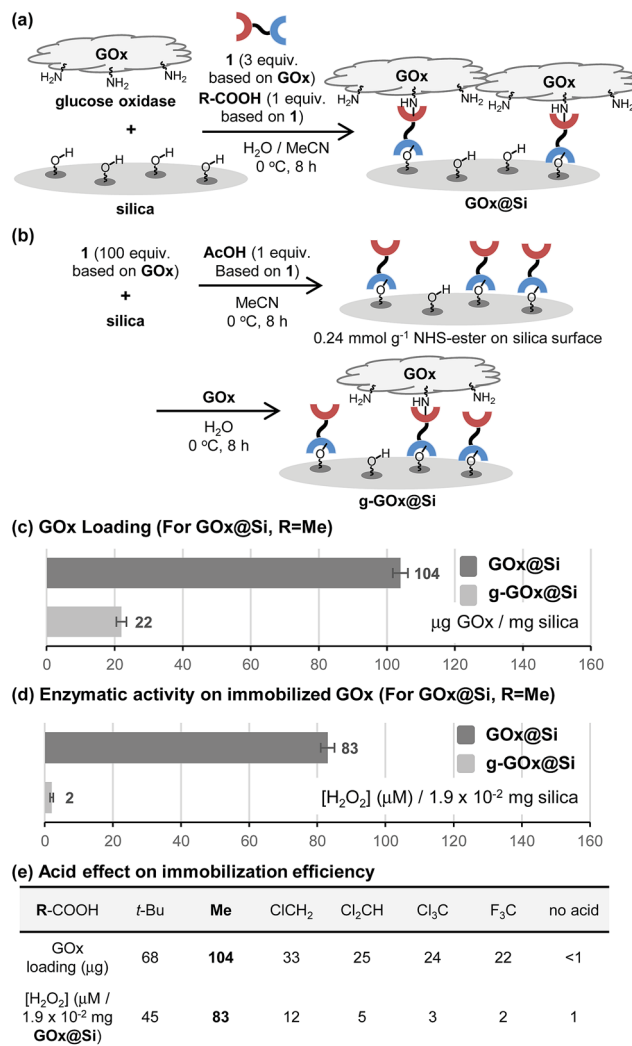 (a)
GOx
H₂N
NH₂
NH₂
glucose oxidase
+
O H
O H
O H
O H
silica
1 (3 equiv.
based on GOx)
R-COOH (1 equiv.
based on 1)
H₂O / MeCN
0 ºC, 8 h
GOx
GOx
H₂N
HN
NH₂
H₂N
HN
NH₂
O
O H
O H
O
GOx@Si
(b)
1 (100 equiv.
based on GOx)
+
silica
AcOH (1 equiv.
Based on 1)
MeCN
0 ºC, 8 h
O
O H
O
O
0.24 mmol g⁻¹ NHS-ester on silica surface
GOx
H₂O
0 ºC, 8 h
GOx
H₂N
HN
NH₂
O
O H
O
O
g-GOx@Si
(c) GOx Loading (For GOx@Si, R=Me)
104
22
GOx@Si
g-GOx@Si
μg GOx / mg silica
0 20 40 60 80 100 120 140 160
(d) Enzymatic activity on immobilized GOx (For GOx@Si, R=Me)
83
2
GOx@Si
g-GOx@Si
[H₂O₂] (μM) / 1.9 x 10⁻² mg silica
0 20 40 60 80 100 120 140 160
(e) Acid effect on immobilization efficiency
R-COOH t-Bu Me ClCH₂ Cl₂CH Cl₃C F₃C no acid
GOx
loading (μg) 68 104 33 25 24 22 <1
[H₂O₂] (μM /
1.9 x 10⁻² mg 45 83 12 5 3 2 1
GOx@Si)